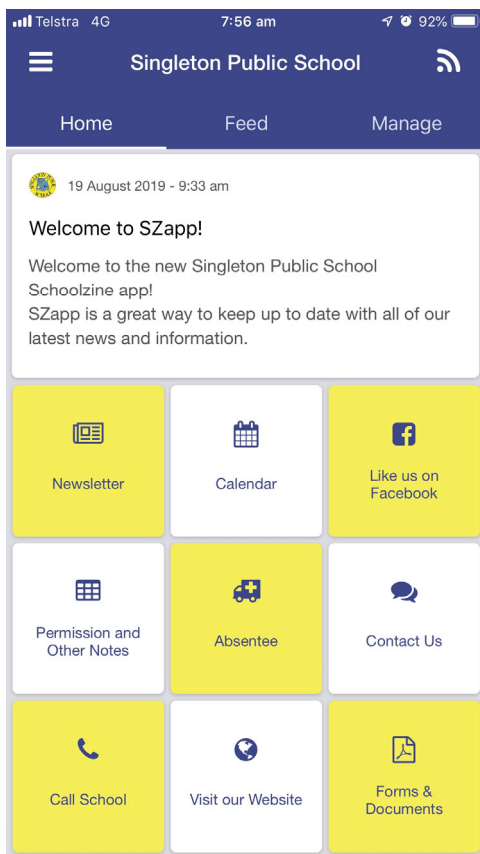 Telstra 4G 7:56 am 92%
Singleton Public School
Home Feed Manage
19 August 2019 - 9:33 am
Welcome to SZapp!
Welcome to the new Singleton Public School
Schoolzine app!
SZapp is a great way to keep up to date with all of our
latest news and information.
Newsletter
Calendar
Like us on
Facebook
Permission and
Other Notes
Absentee
Contact Us
Call School
Visit our Website
Forms &
Documents